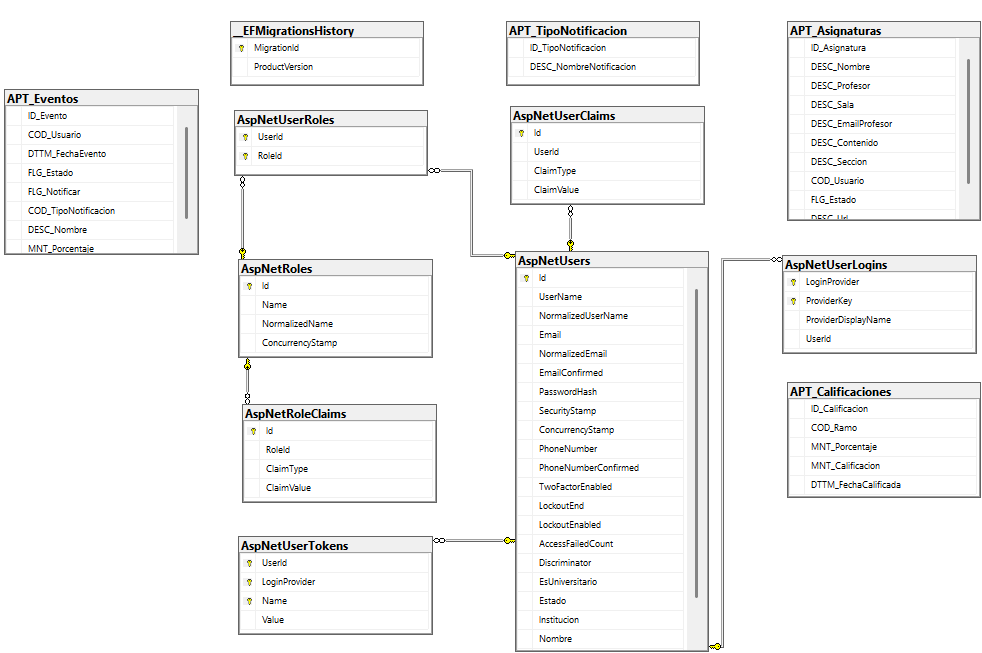 __EFMigrationsHistory
MigrationId
ProductVersion
APT_TipoNotificacion
ID_TipoNotificacion
DESC_NombreNotificacion
APT_Asignaturas
ID_Asignatura
DESC_Nombre
DESC_Profesor
DESC_Sala
DESC_EmailProfesor
DESC_Contenido
DESC_Seccion
COD_Usuario
FLG_Estado
DESC_Url
APT_Eventos
ID_Evento
COD_Usuario
DTTM_FechaEvento
FLG_Estado
FLG_Notificar
COD_TipoNotificacion
DESC_Nombre
MNT_Porcentaje
AspNetUserRoles
UserId
RoleId
AspNetUserClaims
Id
UserId
ClaimType
ClaimValue
AspNetRoles
Id
Name
NormalizedName
ConcurrencyStamp
AspNetUsers
Id
UserName
NormalizedUserName
Email
NormalizedEmail
EmailConfirmed
PasswordHash
SecurityStamp
ConcurrencyStamp
PhoneNumber
PhoneNumberConfirmed
TwoFactorEnabled
LockoutEnd
LockoutEnabled
AccessFailedCount
Discriminator
EsUniversitario
Estado
Institucion
Nombre
AspNetUserLogins
LoginProvider
ProviderKey
ProviderDisplayName
UserId
APT_Calificaciones
ID_Calificacion
COD_Ramo
MNT_Porcentaje
MNT_Calificacion
DTTM_FechaCalificada
AspNetRoleClaims
Id
RoleId
ClaimType
ClaimValue
AspNetUserTokens
UserId
LoginProvider
Name
Value